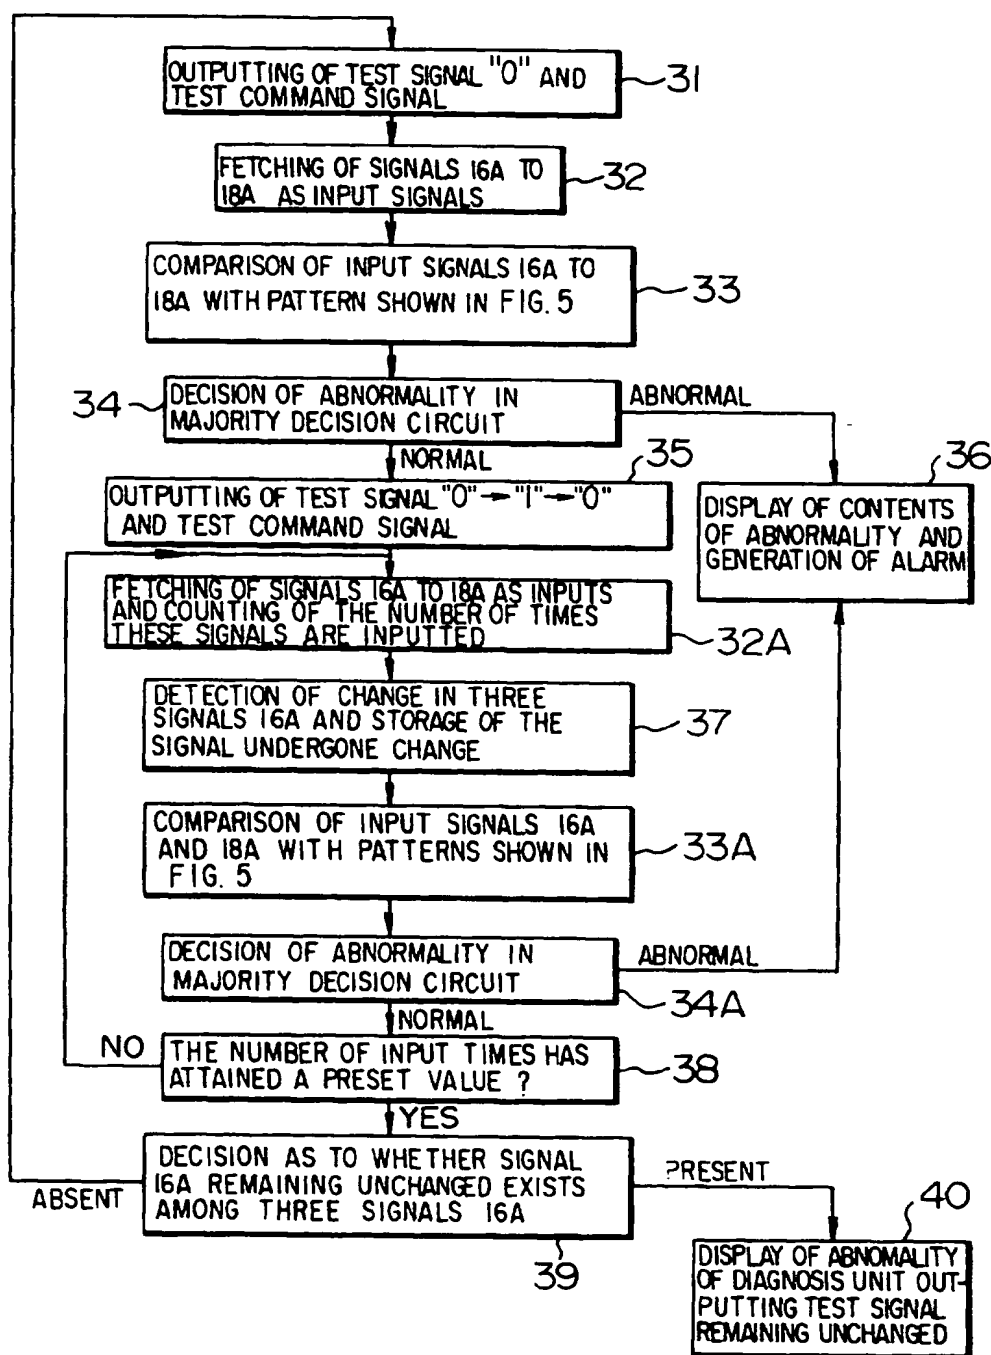 OUTPUTTING OF TEST SIGNAL "0" AND
TEST COMMAND SIGNAL
31
FETCHING OF SIGNALS 16A TO
18A AS INPUT SIGNALS
32
COMPARISON OF INPUT SIGNALS 16A TO
18A WITH PATTERN SHOWN IN FIG. 5
33
34
DECISION OF ABNORMALITY IN
MAJORITY DECISION CIRCUIT
ABNORMAL
NORMAL
35
OUTPUTTING OF TEST SIGNAL "0"→"1"→"0"
AND TEST COMMAND SIGNAL
36
DISPLAY OF CONTENTS
OF ABNORMALITY AND
GENERATION OF ALARM
FETCHING OF SIGNALS 16A TO 18A AS INPUTS
AND COUNTING OF THE NUMBER OF TIMES
THESE SIGNALS ARE INPUTTED
32A
DETECTION OF CHANGE IN THREE
SIGNALS 16A AND STORAGE OF THE
SIGNAL UNDERGONE CHANGE
37
COMPARISON OF INPUT SIGNALS 16A
AND 18A WITH PATTERNS SHOWN IN
FIG. 5
33A
DECISION OF ABNORMALITY IN
MAJORITY DECISION CIRCUIT
ABNORMAL
34A
NORMAL
NO
THE NUMBER OF INPUT TIMES HAS
ATTAINED A PRESET VALUE ?
38
YES
DECISION AS TO WHETHER SIGNAL
16A REMAINING UNCHANGED EXISTS
AMONG THREE SIGNALS 16A
ABSENT
PRESENT
39
40
DISPLAY OF ABNOMALITY
OF DIAGNOSIS UNIT OUT-
PUTTING TEST SIGNAL
REMAINING UNCHANGED